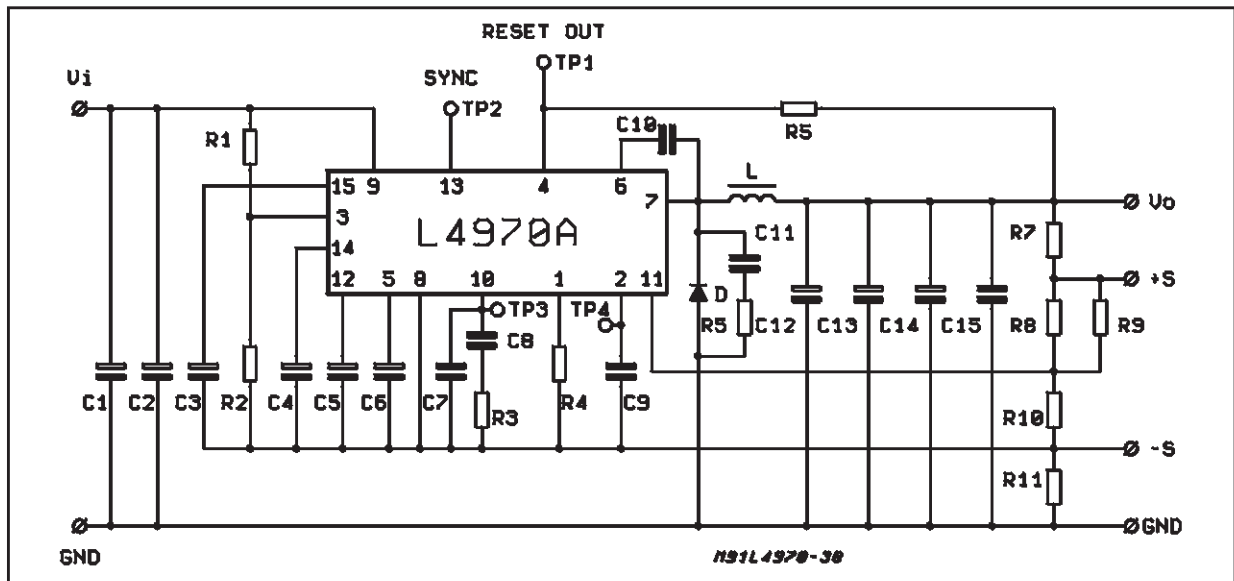 RESET OUT
TP1
Vi
SYNC
TP2
C10
R5
R1
15
9
13
4
6
L
7
Vo
3
L4970A
C11
R7
14
+S
12
5
8
10
1
2
11
TP3
TP4
D
R5
C12
C13
C14
C15
R8
R9
C8
C1
C2
C3
R2
C4
C5
C6
C7
R3
R4
C9
R10
-S
R11
GND
GND
M91L4970-38